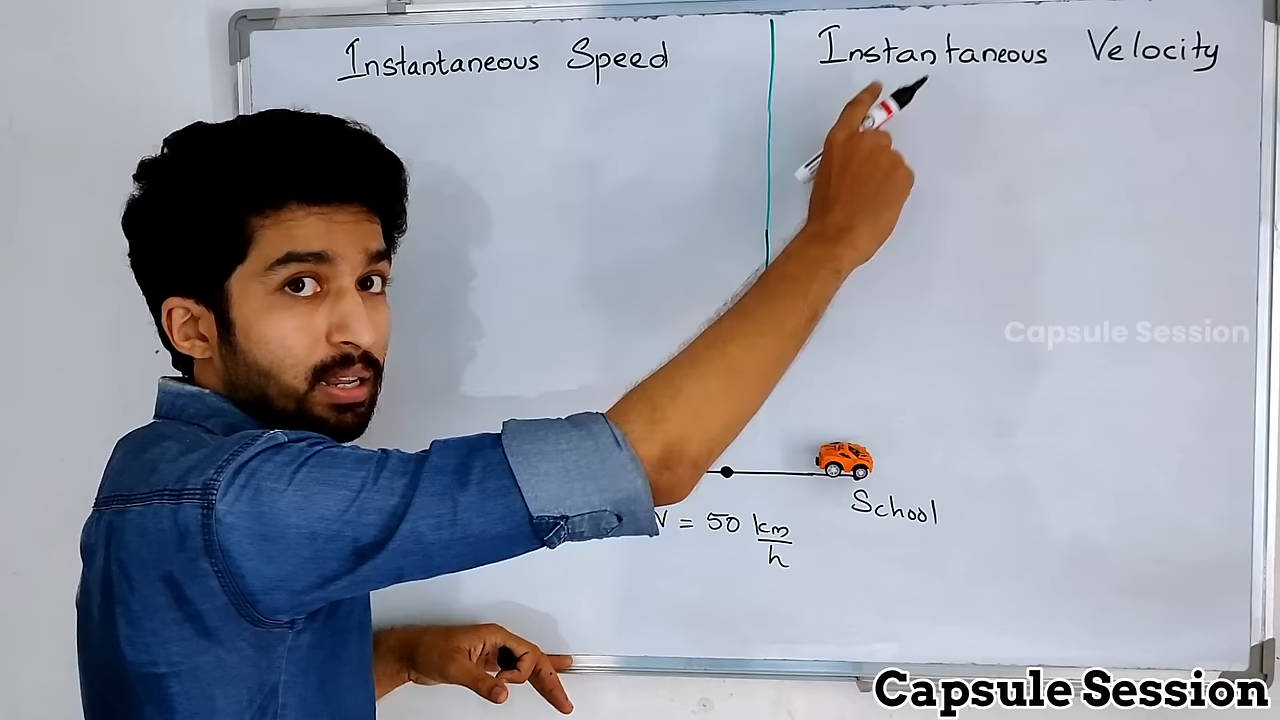 Instantaneous Speed
Instantaneous Velocity
Capsule Session
School
v = 50 km/h
Capsule Session